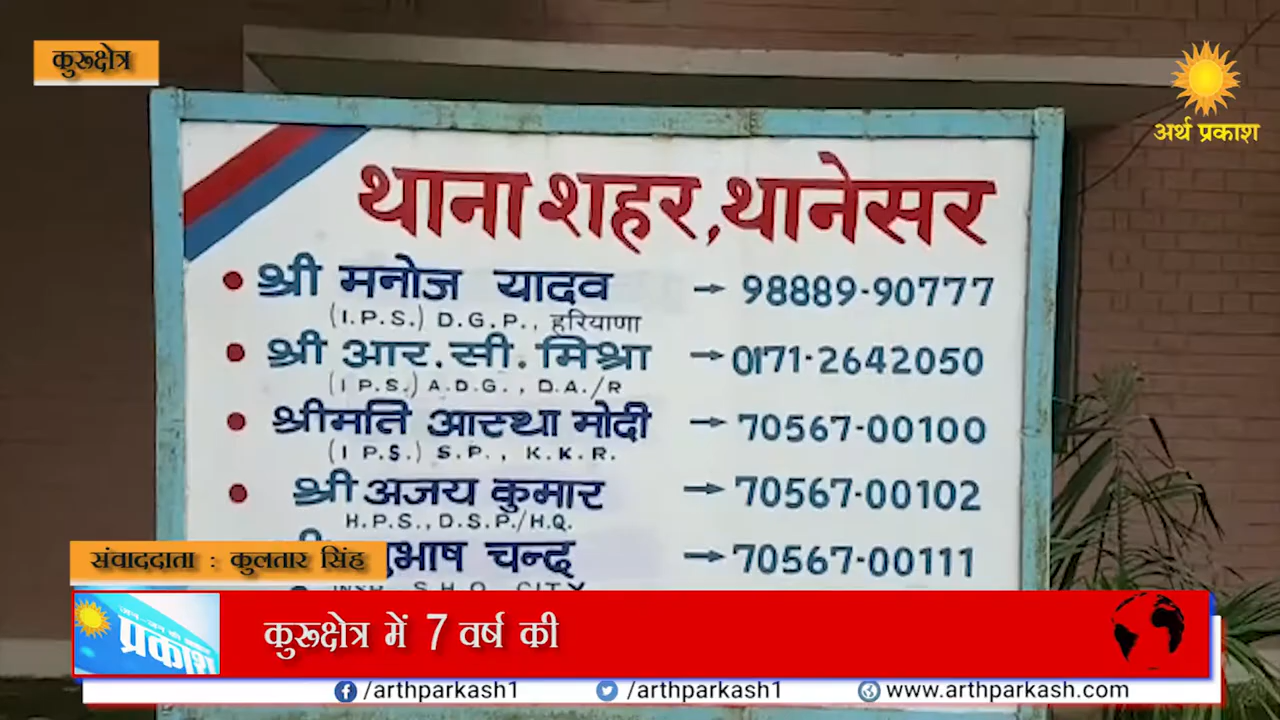 कुरूक्षेत्र
अर्थ प्रकाश
थाना शहर, थानेसर
• श्री मनोज यादव → 98889-90777
(I.P.S.) D.G.P., हरियाणा
• श्री आर.सी. मिश्रा → 0171-2642050
(I P.S.) A.D.G., D.A./R
• श्रीमति आस्था मोदी → 70567-00100
(I P.S.) S.P., K.K.R.
• श्री अजय कुमार → 70567-00102
H.P.S., D.S.P./H.Q.
चन्द → 70567-00111
S.H.O. CITY
संवाददाता : कुलतार सिंह
प्रकाश
कुरूक्षेत्र में 7 वर्ष की
/arthparkash1 /arthparkash1 www.arthparkash.com